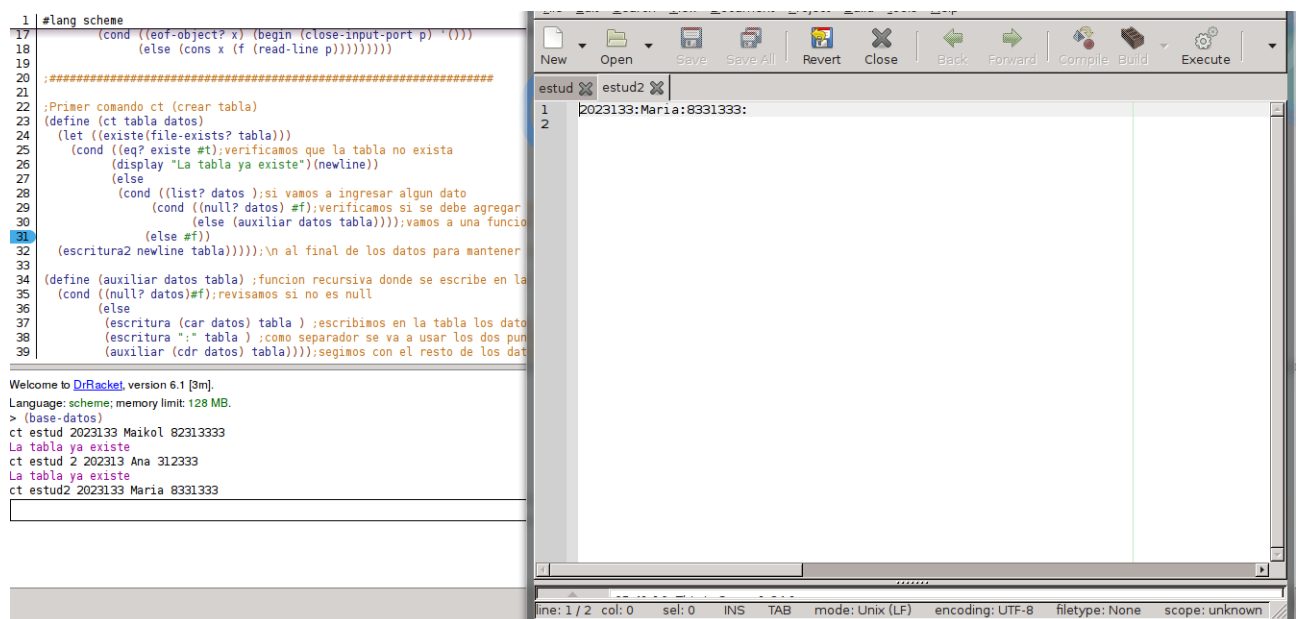 1 #lang scheme
17 (cond ((eof-object? x) (begin (close-input-port p) '()))
18 (else (cons x (f (read-line p)))))))))
19
20 ;##################################################################
21
22 ;Primer comando ct (crear tabla)
23 (define (ct tabla datos)
24 (let ((existe(file-exists? tabla)))
25 (cond ((eq? existe #t);verificamos que la tabla no exista
26 (display "La tabla ya existe")(newline))
27 (else
28 (cond ((list? datos );si vamos a ingresar algun dato
29 (cond ((null? datos) #f);verificamos si se debe agregar
30 (else (auxiliar datos tabla))));vamos a una funcio
31 (else #f))
32 (escritura2 newline tabla)))));\n al final de los datos para mantener
33
34 (define (auxiliar datos tabla) ;funcion recursiva donde se escribe en la
35 (cond ((null? datos)#f);revisamos si no es null
36 (else
37 (escritura (car datos) tabla ) ;escribimos en la tabla los dato
38 (escritura ":" tabla ) ;como separador se va a usar los dos pun
39 (auxiliar (cdr datos) tabla))));segimos con el resto de los dat
Welcome to DrRacket, version 6.1 [3m].
Language: scheme; memory limit: 128 MB.
> (base-datos)
ct estud 2023133 Maikol 82313333
La tabla ya existe
ct estud 2 202313 Ana 312333
La tabla ya existe
ct estud2 2023133 Maria 8331333
New Open Save Save All Revert Close Back Forward Compile Build Execute
estud estud2
1 2023133:Maria:8331333:
2
line: 1 / 2 col: 0 sel: 0 INS TAB mode: Unix (LF) encoding: UTF-8 filetype: None scope: unknown